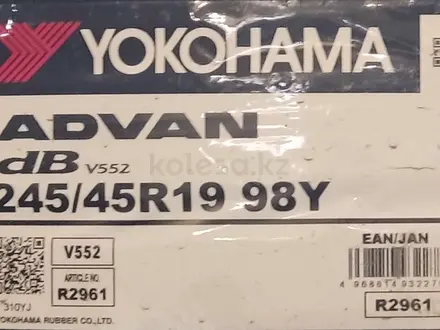 YOKOHAMA
ADVAN
dB V552
245/45R19 98Y
V552
ARTICLE NO.
R2961
310YJ
YOKOHAMA RUBBER CO.,LTD.
EAN/JAN
R2961
kolesa.kz